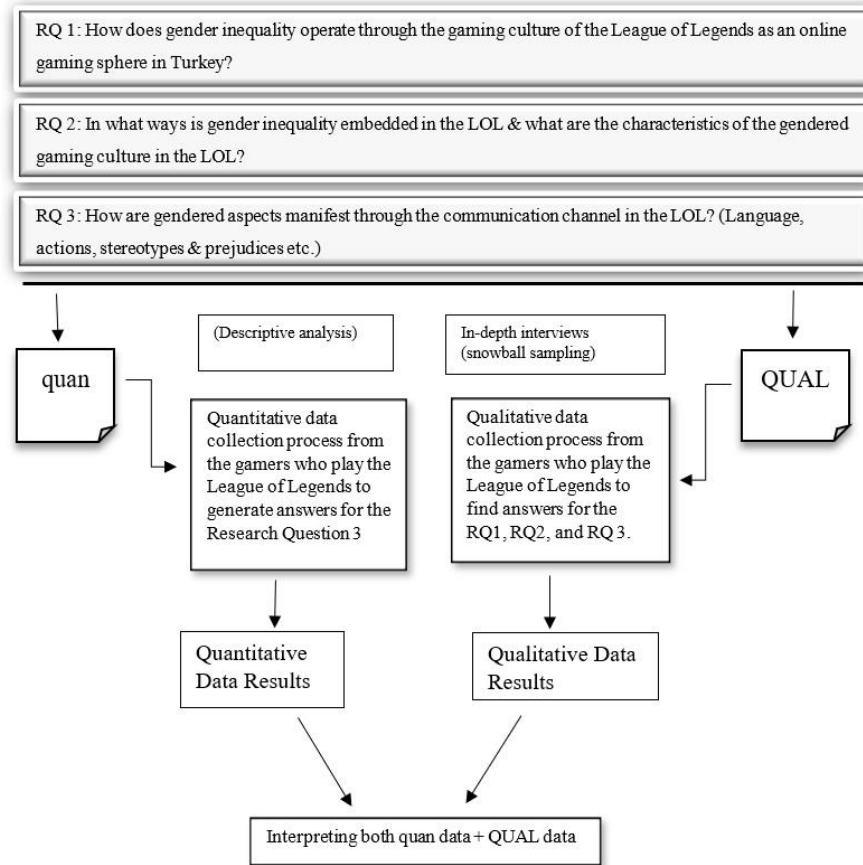 RQ 1: How does gender inequality operate through the gaming culture of the League of Legends as an online
gaming sphere in Turkey?
RQ 2: In what ways is gender inequality embedded in the LOL & what are the characteristics of the gendered
gaming culture in the LOL?
RQ 3: How are gendered aspects manifest through the communication channel in the LOL? (Language,
actions, stereotypes & prejudices etc.)
(Descriptive analysis)
In-depth interviews
(snowball sampling)
quan
QUAL
Quantitative data
collection process from
the gamers who play the
League of Legends to
generate answers for the
Research Question 3
Qualitative data
collection process from
the gamers who play the
League of Legends to
find answers for the
RQ1, RQ2, and RQ 3.
Quantitative
Data Results
Qualitative Data
Results
Interpreting both quan data + QUAL data